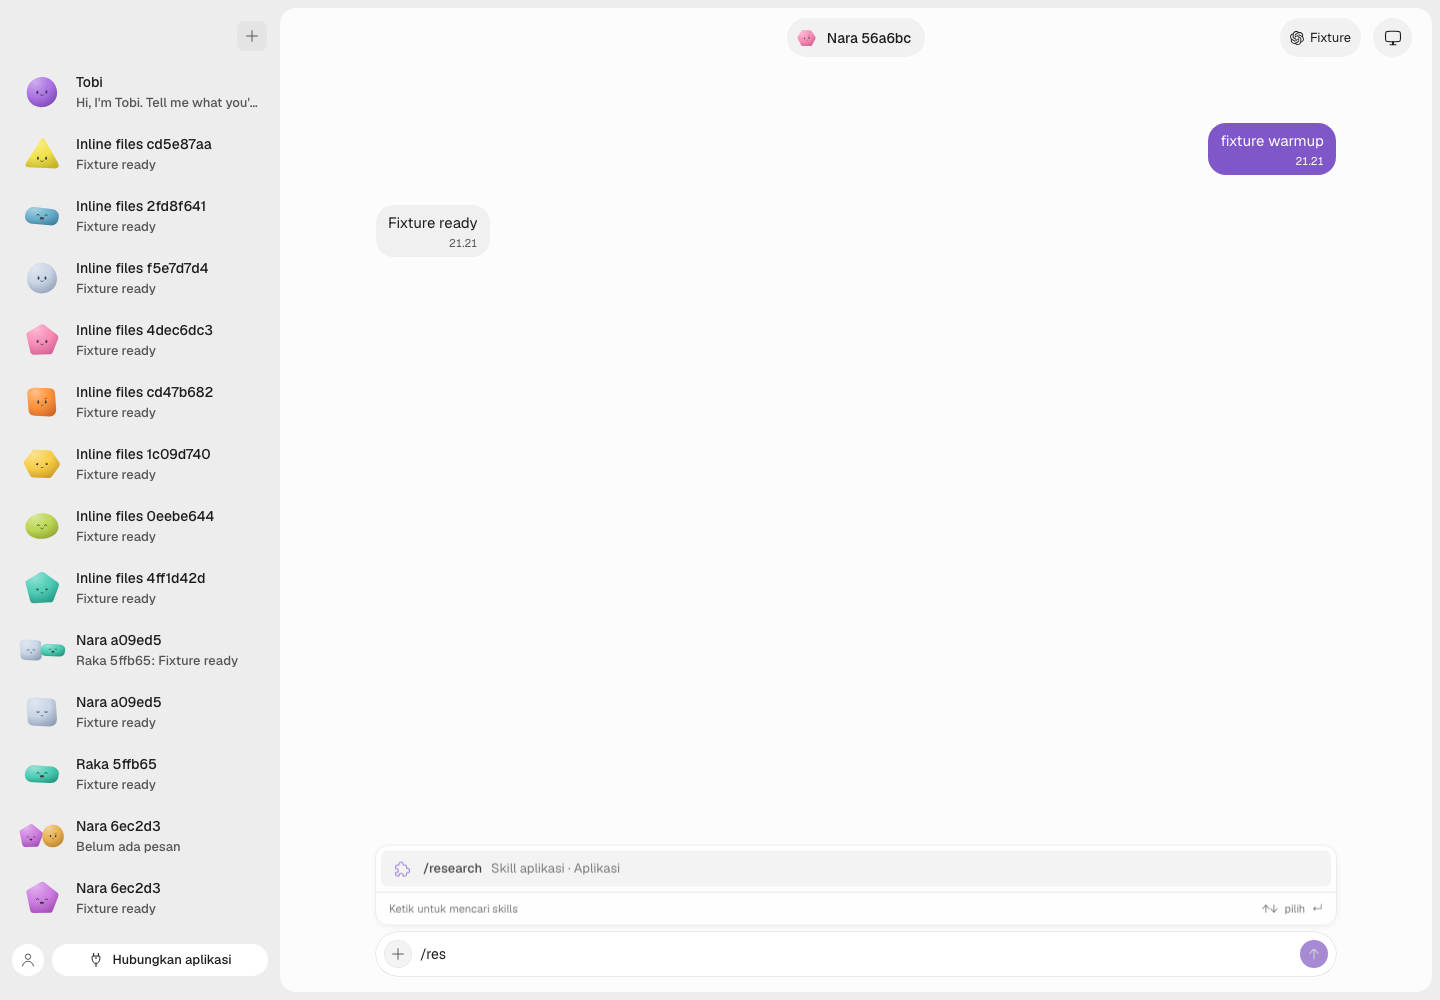 Tobi
Hi, I'm Tobi. Tell me what you'...
Inline files cd5e87aa
Fixture ready
Inline files 2fd8f641
Fixture ready
Inline files f5e7d7d4
Fixture ready
Inline files 4dec6dc3
Fixture ready
Inline files cd47b682
Fixture ready
Inline files 1c09d740
Fixture ready
Inline files 0eebe644
Fixture ready
Inline files 4ff1d42d
Fixture ready
Nara a09ed5
Raka 5ffb65: Fixture ready
Nara a09ed5
Fixture ready
Raka 5ffb65
Fixture ready
Nara 6ec2d3
Belum ada pesan
Nara 6ec2d3
Fixture ready
Hubungkan aplikasi
Nara 56a6bc
Fixture
fixture warmup
21.21
Fixture ready
21.21
/research Skill aplikasi · Aplikasi
Ketik untuk mencari skills
↑↓ pilih ↵
/res